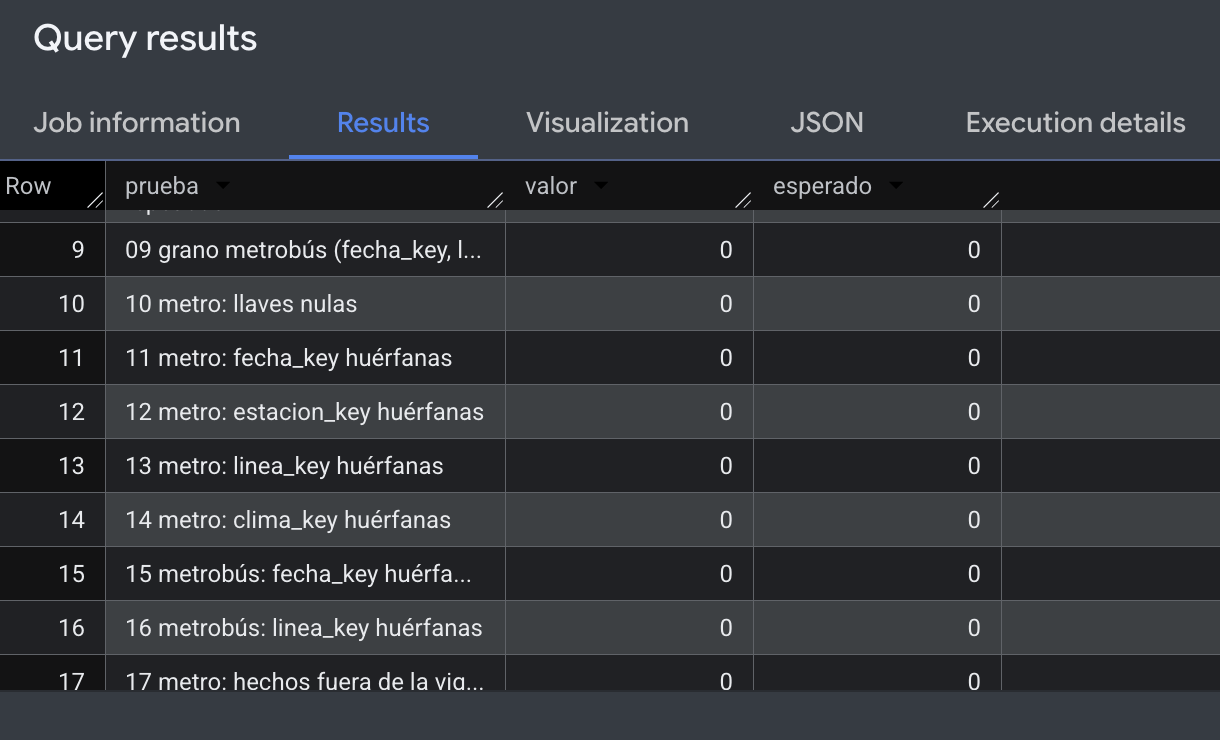 Query results
Job information Results Visualization JSON Execution details
Row prueba valor esperado
9 09 grano metrobús (fecha_key, l... 0 0
10 10 metro: llaves nulas 0 0
11 11 metro: fecha_key huérfanas 0 0
12 12 metro: estacion_key huérfanas 0 0
13 13 metro: linea_key huérfanas 0 0
14 14 metro: clima_key huérfanas 0 0
15 15 metrobús: fecha_key huérfa... 0 0
16 16 metrobús: linea_key huérfanas 0 0
17 17 metro: hechos fuera de la vig... 0 0